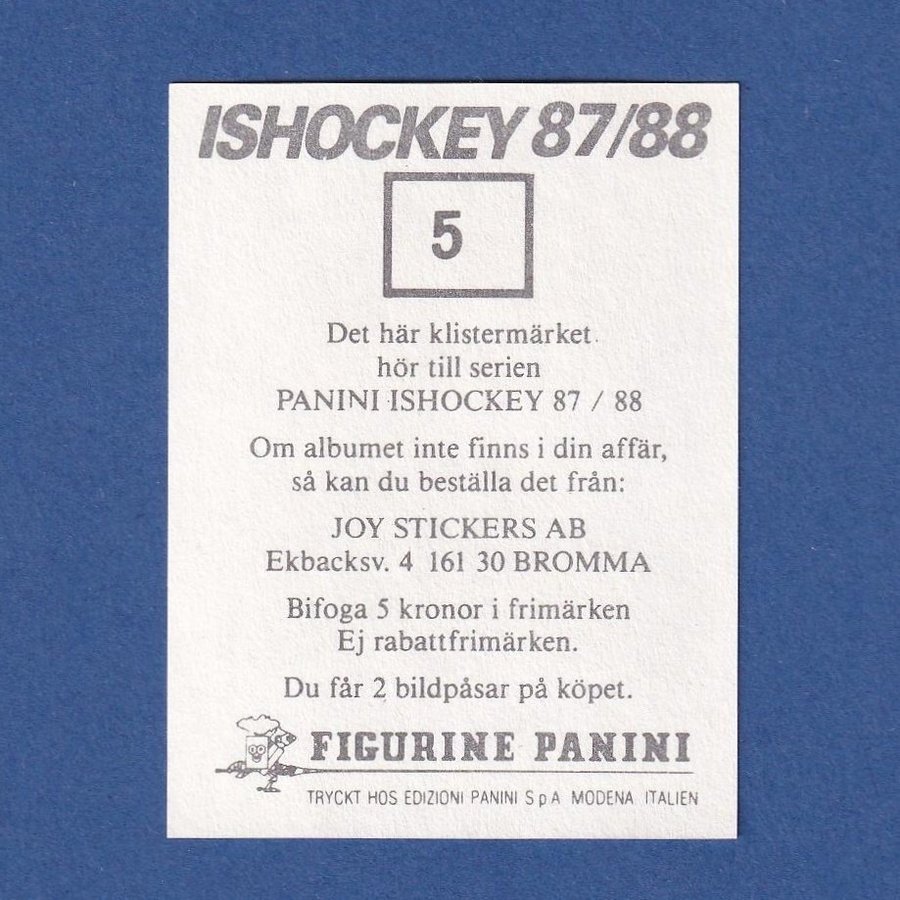 ISHOCKEY 87/88
5
Det här klistermärket
hör till serien
PANINI ISHOCKEY 87 / 88
Om albumet inte finns i din affär,
så kan du beställa det från:
JOY STICKERS AB
Ekbacksv. 4 161 30 BROMMA
Bifoga 5 kronor i frimärken
Ej rabattfrimärken.
Du får 2 bildpåsar på köpet.
FIGURINE PANINI
TRYCKT HOS EDIZIONI PANINI S p A MODENA ITALIEN